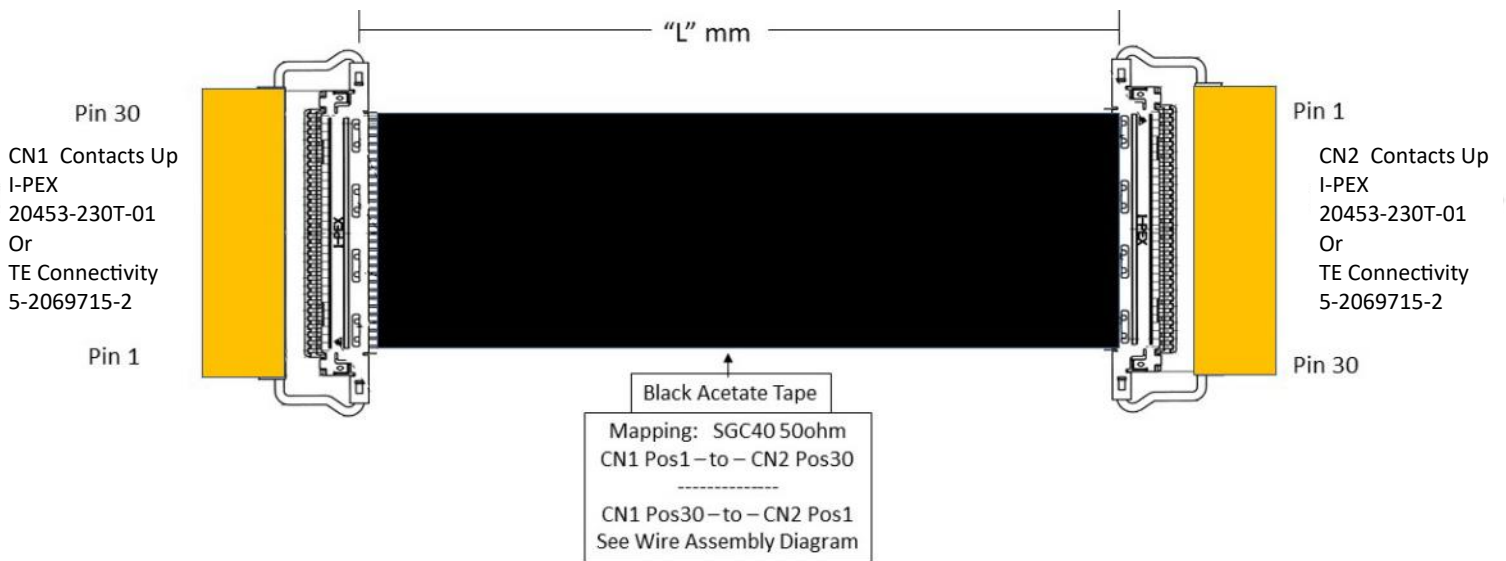 “L” mm
Pin 30
CN1 Contacts Up
I-PEX
20453-230T-01
Or
TE Connectivity
5-2069715-2
Pin 1
I-PEX
I-PEX
Pin 1
CN2 Contacts Up
I-PEX
20453-230T-01
Or
TE Connectivity
5-2069715-2
Pin 30
Black Acetate Tape
Mapping: SGC40 50ohm
CN1 Pos1 – to – CN2 Pos30
--------------
CN1 Pos30 – to – CN2 Pos1
See Wire Assembly Diagram